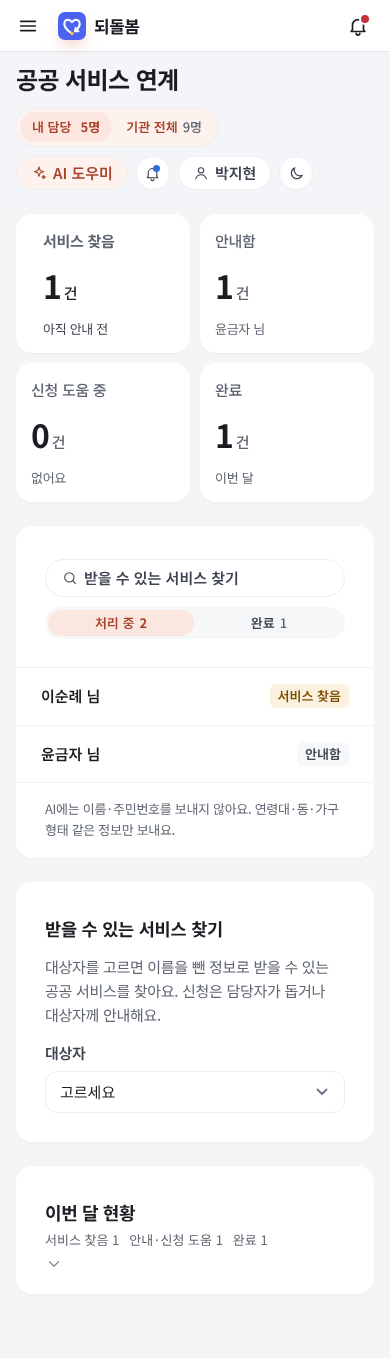 되돌봄
공공 서비스 연계
내 담당 5명 기관 전체 9명
AI 도우미 박지현
서비스 찾음
1건
아직 안내 전
안내함
1건
윤금자 님
신청 도움 중
0건
없어요
완료
1건
이번 달
받을 수 있는 서비스 찾기
처리 중 2 완료 1
이순례 님 서비스 찾음
윤금자 님 안내함
AI에는 이름·주민번호를 보내지 않아요. 연령대·동·가구
형태 같은 정보만 보내요.
받을 수 있는 서비스 찾기
대상자를 고르면 이름을 뺀 정보로 받을 수 있는
공공 서비스를 찾아요. 신청은 담당자가 돕거나
대상자께 안내해요.
대상자
고르세요
이번 달 현황
서비스 찾음 1 안내·신청 도움 1 완료 1